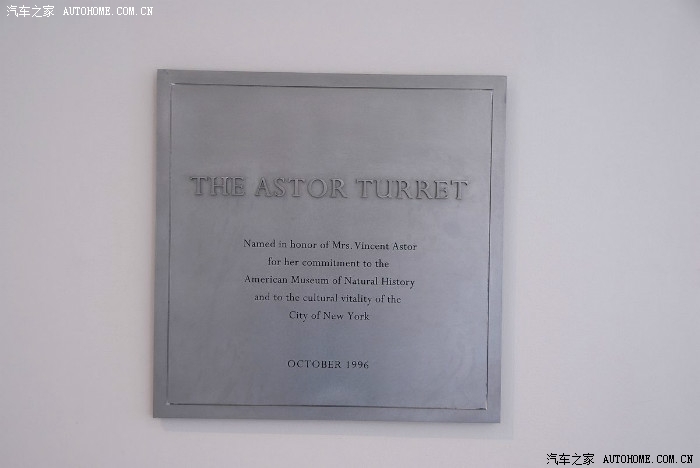 汽车之家 AUTOHOME.COM.CN
THE ASTOR TURRET
Named in honor of Mrs. Vincent Astor
for her commitment to the
American Museum of Natural History
and to the cultural vitality of the
City of New York
OCTOBER 1996
汽车之家 AUTOHOME.COM.CN